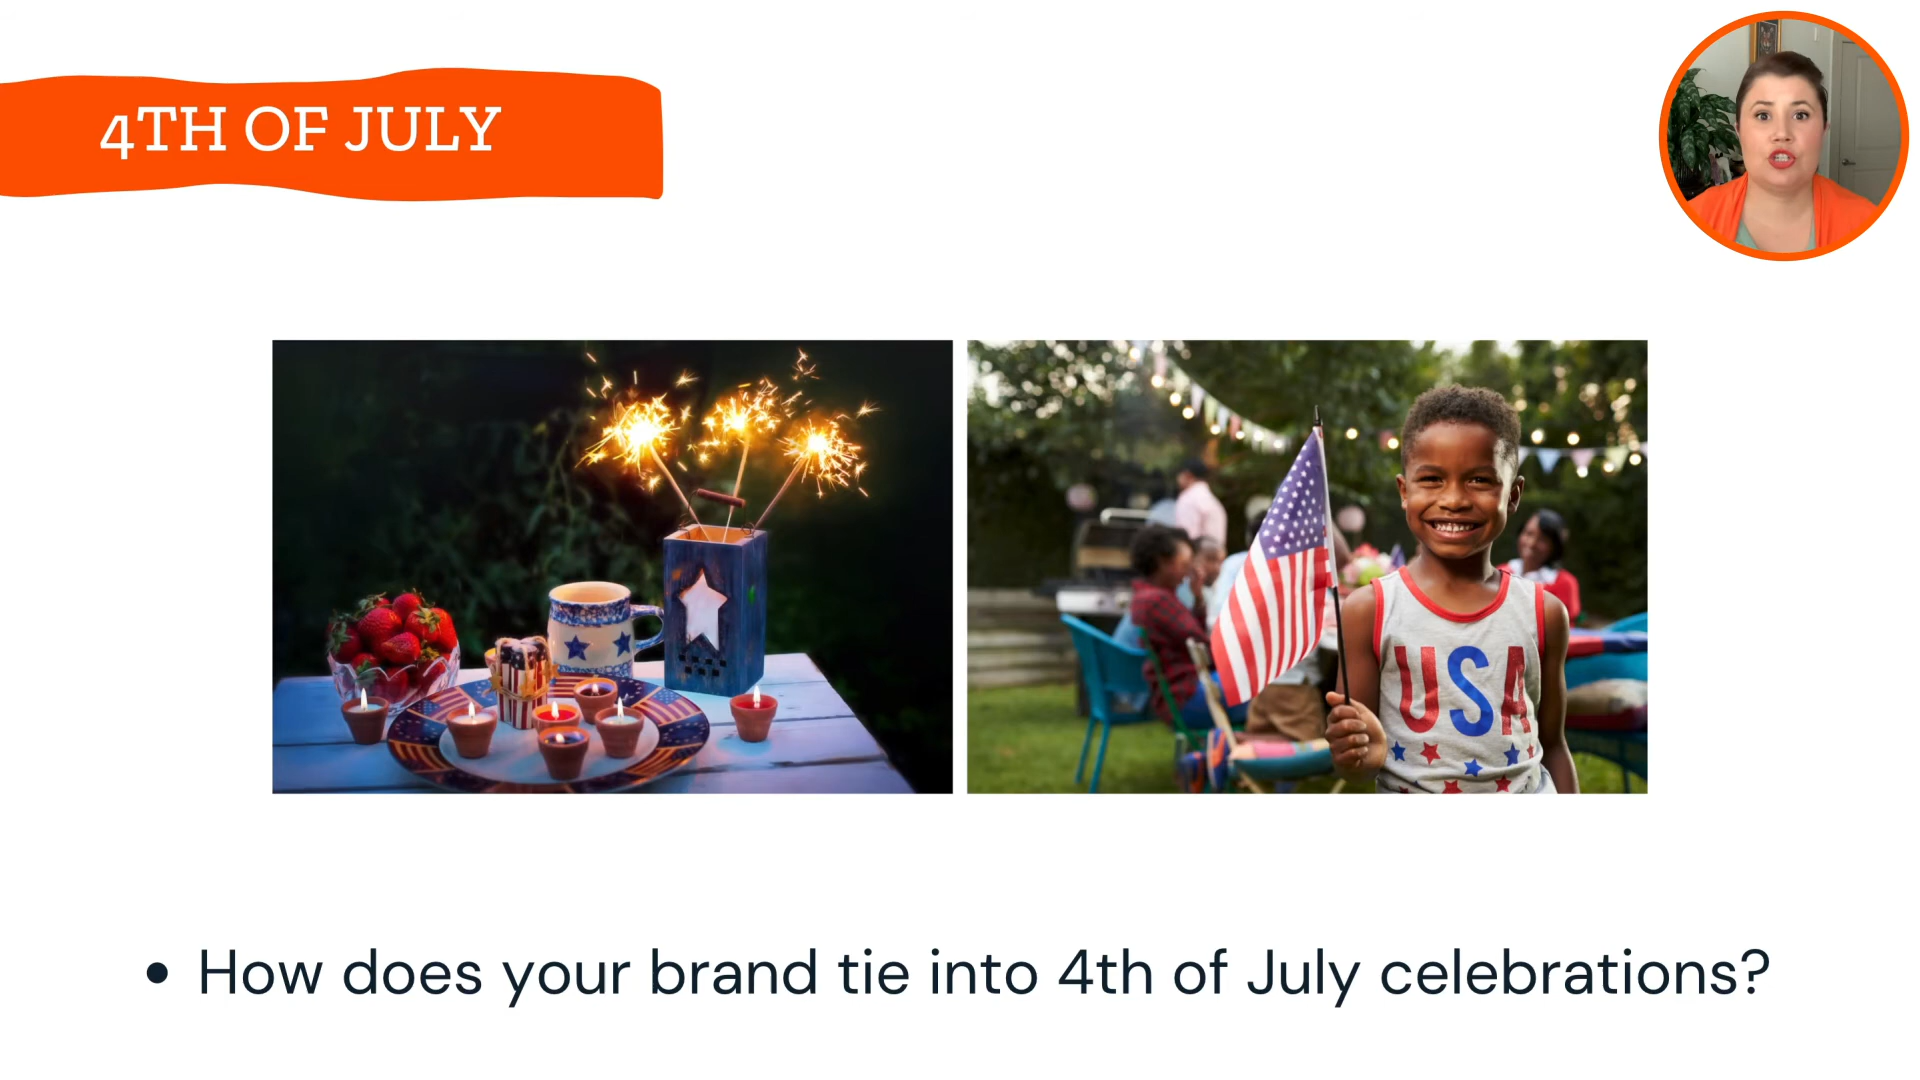 4TH OF JULY
USA
• How does your brand tie into 4th of July celebrations?